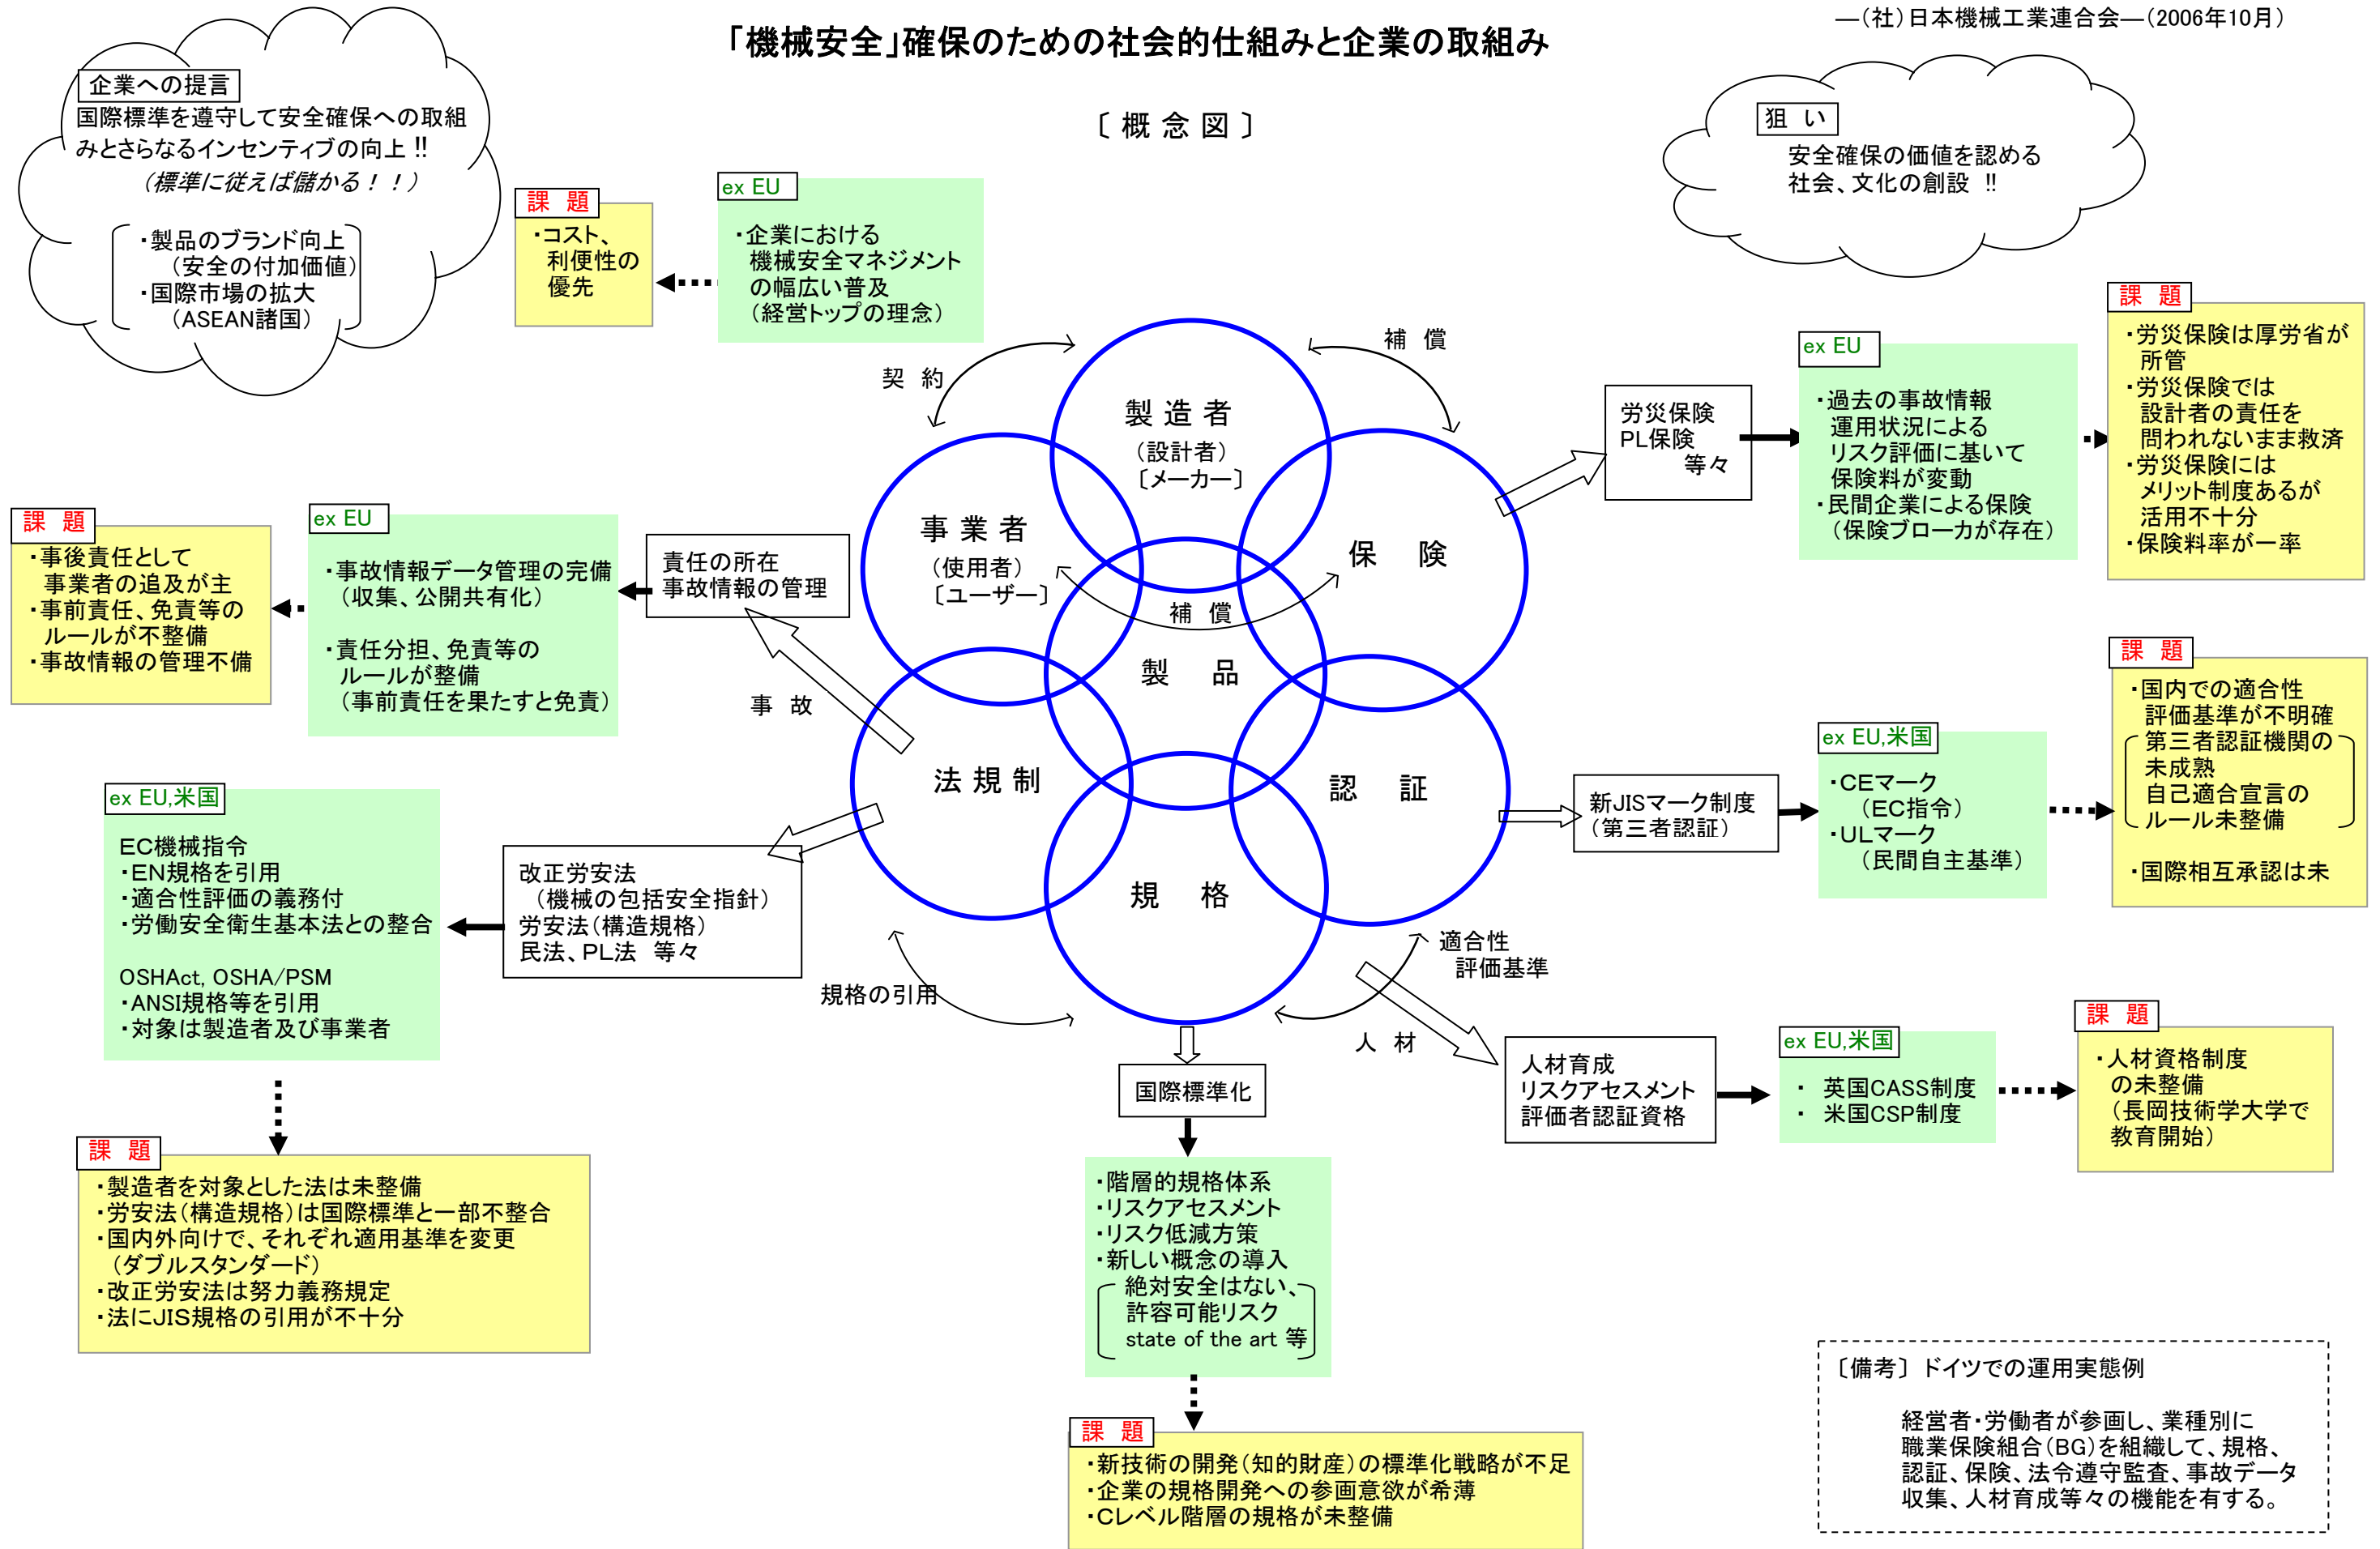 ―（社）日本機械工業連合会―（2006年10月）
「機械安全」確保のための社会的仕組みと企業の取組み
〔 概 念 図 〕
企業への提言
国際標準を遵守して安全確保への取組
みとさらなるインセンティブの向上 !!
（標準に従えば儲かる！！）
・製品のブランド向上
（安全の付加価値）
・国際市場の拡大
（ASEAN諸国）
狙　い
安全確保の価値を認める
社会、文化の創設 !!
課　題
・コスト、
利便性の
優先
ex EU
・企業における
機械安全マネジメント
の幅広い普及
（経営トップの理念）
契　約
補　償
製 造 者
（設計者）
〔メーカー〕
事 業 者
（使用者）
〔ユーザー〕
保　険
補　償
製　品
法 規 制
認　証
規　格
労災保険
PL保険
等々
ex EU
・過去の事故情報
運用状況による
リスク評価に基いて
保険料が変動
・民間企業による保険
（保険ブローカが存在）
課　題
・労災保険は厚労省が
所管
・労災保険では
設計者の責任を
問われないまま救済
・労災保険には
メリット制度あるが
活用不十分
・保険料率が一率
課　題
・事後責任として
事業者の追及が主
・事前責任、免責等の
ルールが不整備
・事故情報の管理不備
ex EU
・事故情報データ管理の完備
（収集、公開共有化）
・責任分担、免責等の
ルールが整備
（事前責任を果たすと免責）
責任の所在
事故情報の管理
事　故
新JISマーク制度
（第三者認証）
ex EU,米国
・CEマーク
（EC指令）
・ULマーク
（民間自主基準）
課　題
・国内での適合性
評価基準が不明確
第三者認証機関の
未成熟
自己適合宣言の
ルール未整備
・国際相互承認は未
ex EU,米国
EC機械指令
・EN規格を引用
・適合性評価の義務付
・労働安全衛生基本法との整合
OSHAct, OSHA/PSM
・ANSI規格等を引用
・対象は製造者及び事業者
改正労安法
（機械の包括安全指針）
労安法（構造規格）
民法、PL法　等々
規格の引用
適合性
評価基準
人　材
国際標準化
人材育成
リスクアセスメント
評価者認証資格
ex EU,米国
・ 英国CASS制度
・ 米国CSP制度
課　題
・人材資格制度
の未整備
（長岡技術学大学で
教育開始）
課　題
・製造者を対象とした法は未整備
・労安法（構造規格）は国際標準と一部不整合
・国内外向けで、それぞれ適用基準を変更
（ダブルスタンダード）
・改正労安法は努力義務規定
・法にJIS規格の引用が不十分
・階層的規格体系
・リスクアセスメント
・リスク低減方策
・新しい概念の導入
絶対安全はない、
許容可能リスク
state of the art 等
課　題
・新技術の開発（知的財産）の標準化戦略が不足
・企業の規格開発への参画意欲が希薄
・Cレベル階層の規格が未整備
〔備考〕 ドイツでの運用実態例
経営者・労働者が参画し、業種別に
職業保険組合（BG）を組織して、規格、
認証、保険、法令遵守監査、事故データ
収集、人材育成等々の機能を有する。